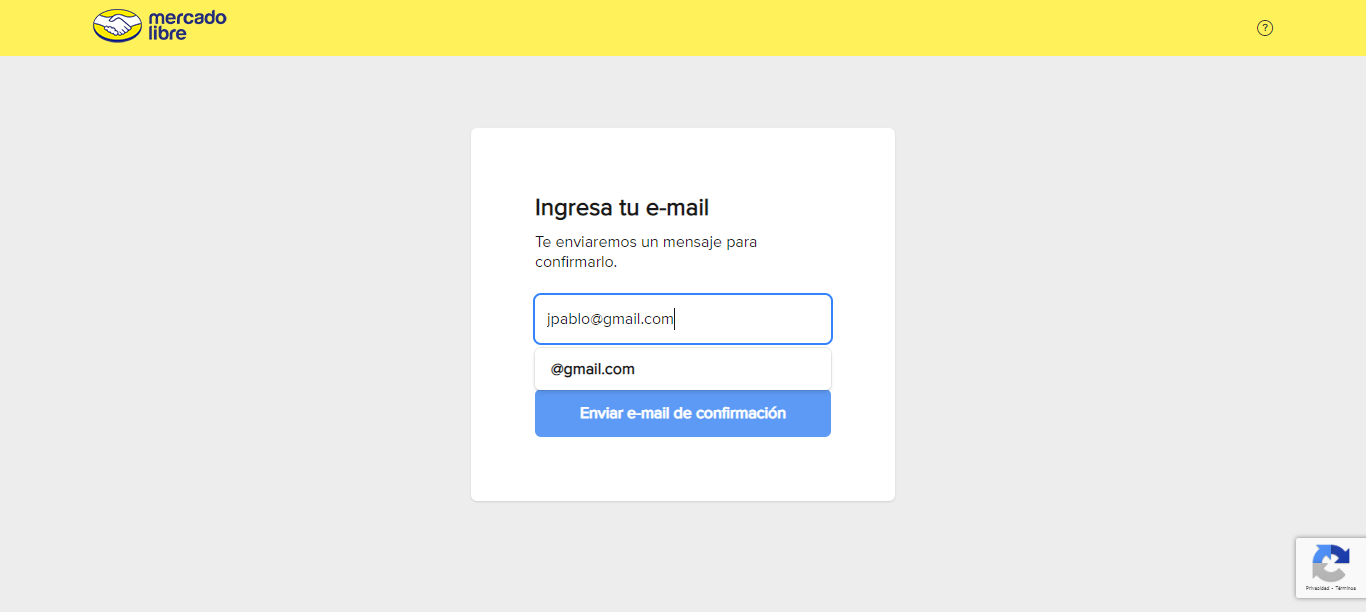 mercado
libre
?
Ingresa tu e-mail
Te enviaremos un mensaje para
confirmarlo.
jpablo@gmail.com
@gmail.com
Enviar e-mail de confirmación
Privacidad - Términos